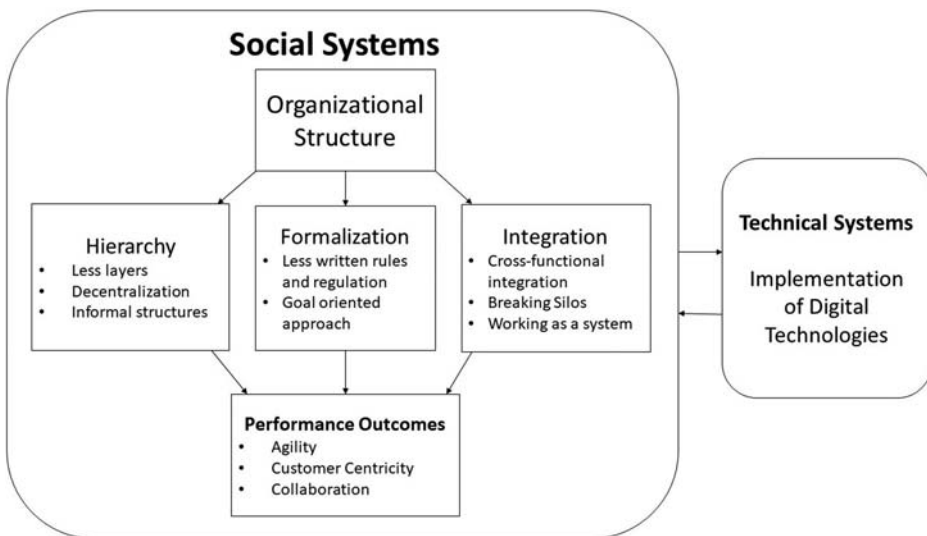 Social Systems
Organizational
Structure
Hierarchy
• Less layers
• Decentralization
• Informal structures
Formalization
• Less written rules
and regulation
• Goal oriented
approach
Integration
• Cross-functional
integration
• Breaking Silos
• Working as a system
Performance Outcomes
• Agility
• Customer Centricity
• Collaboration
Technical Systems
Implementation
of Digital
Technologies